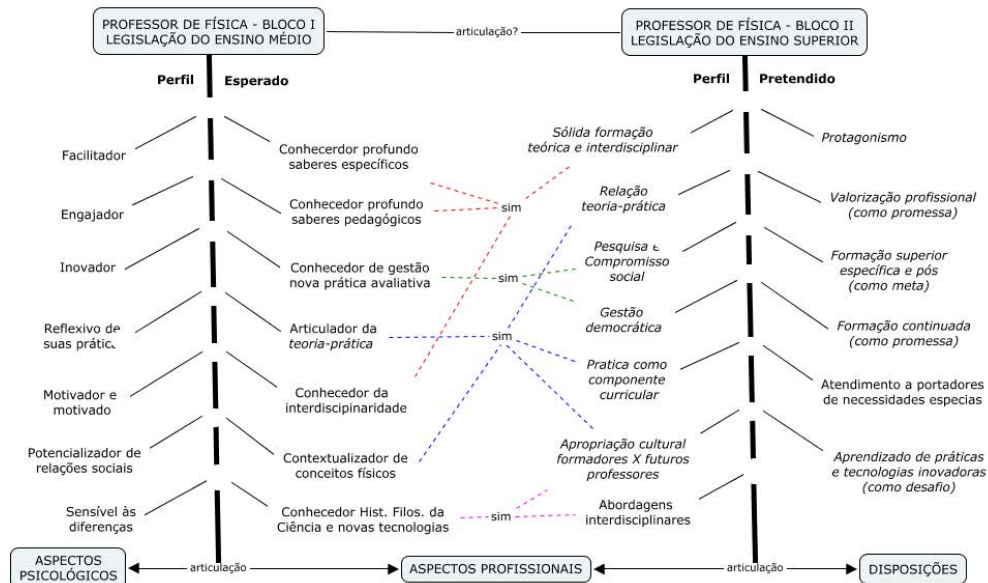 PROFESSOR DE FÍSICA - BLOCO I
LEGISLAÇÃO DO ENSINO MÉDIO
articulação?
PROFESSOR DE FÍSICA - BLOCO II
LEGISLAÇÃO DO ENSINO SUPERIOR
Perfil Esperado
Perfil Pretendido
Facilitador
Engajador
Inovador
Reflexivo de
suas prátic
Motivador e
motivado
Potencializador de
relações sociais
Sensível às
diferenças
Conhecerdor profundo
saberes específicos
Conhecedor profundo
saberes pedagógicos
Conhecedor de gestão
nova prática avaliativa
Articulador da
teoria-prática
Conhecedor da
interdiscipinaridade
Contextualizador de
conceitos físicos
Conhecedor Hist. Filos. da
Ciência e novas tecnologias
sim
sim
sim
sim
Sólida formação
teórica e interdisciplinar
Relação
teoria-prática
Pesquisa e
Compromisso
social
Gestão
democrática
Pratica como
componente
curricular
Apropriação cultural
formadores X futuros
professores
Abordagens
interdisciplinares
Protagonismo
Valorização profissional
(como promessa)
Formação superior
específica e pós
(como meta)
Formação continuada
(como promessa)
Atendimento a portadores
de necessidades especias
Aprendizado de práticas
e tecnologias inovadoras
(como desafio)
ASPECTOS
PSICOLÓGICOS
articulação
ASPECTOS PROFISSIONAIS
articulação
DISPOSIÇÕES